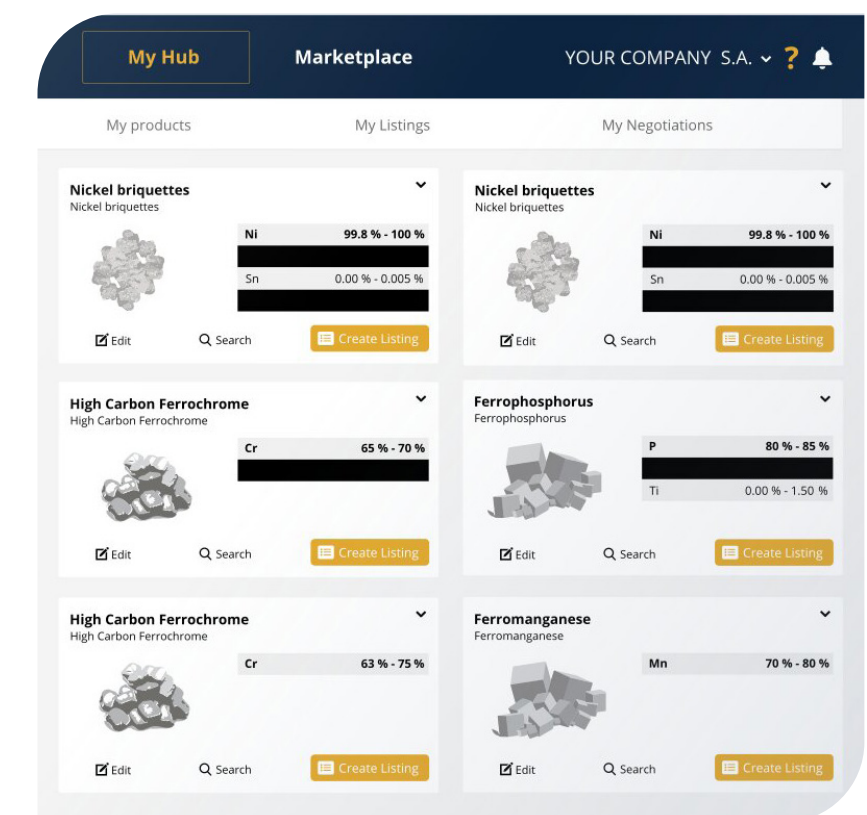 My Hub Marketplace YOUR COMPANY S.A. ?
My products My Listings My Negotiations
Nickel briquettes
Nickel briquettes
Ni 99.8 % - 100 %
Sn 0.00 % - 0.005 %
Edit Search Create Listing
Nickel briquettes
Nickel briquettes
Ni 99.8 % - 100 %
Sn 0.00 % - 0.005 %
Edit Search Create Listing
High Carbon Ferrochrome
High Carbon Ferrochrome
Cr 65 % - 70 %
Edit Search Create Listing
Ferrophosphorus
Ferrophosphorus
P 80 % - 85 %
Ti 0.00 % - 1.50 %
Edit Search Create Listing
High Carbon Ferrochrome
High Carbon Ferrochrome
Cr 63 % - 75 %
Edit Search Create Listing
Ferromanganese
Ferromanganese
Mn 70 % - 80 %
Edit Search Create Listing